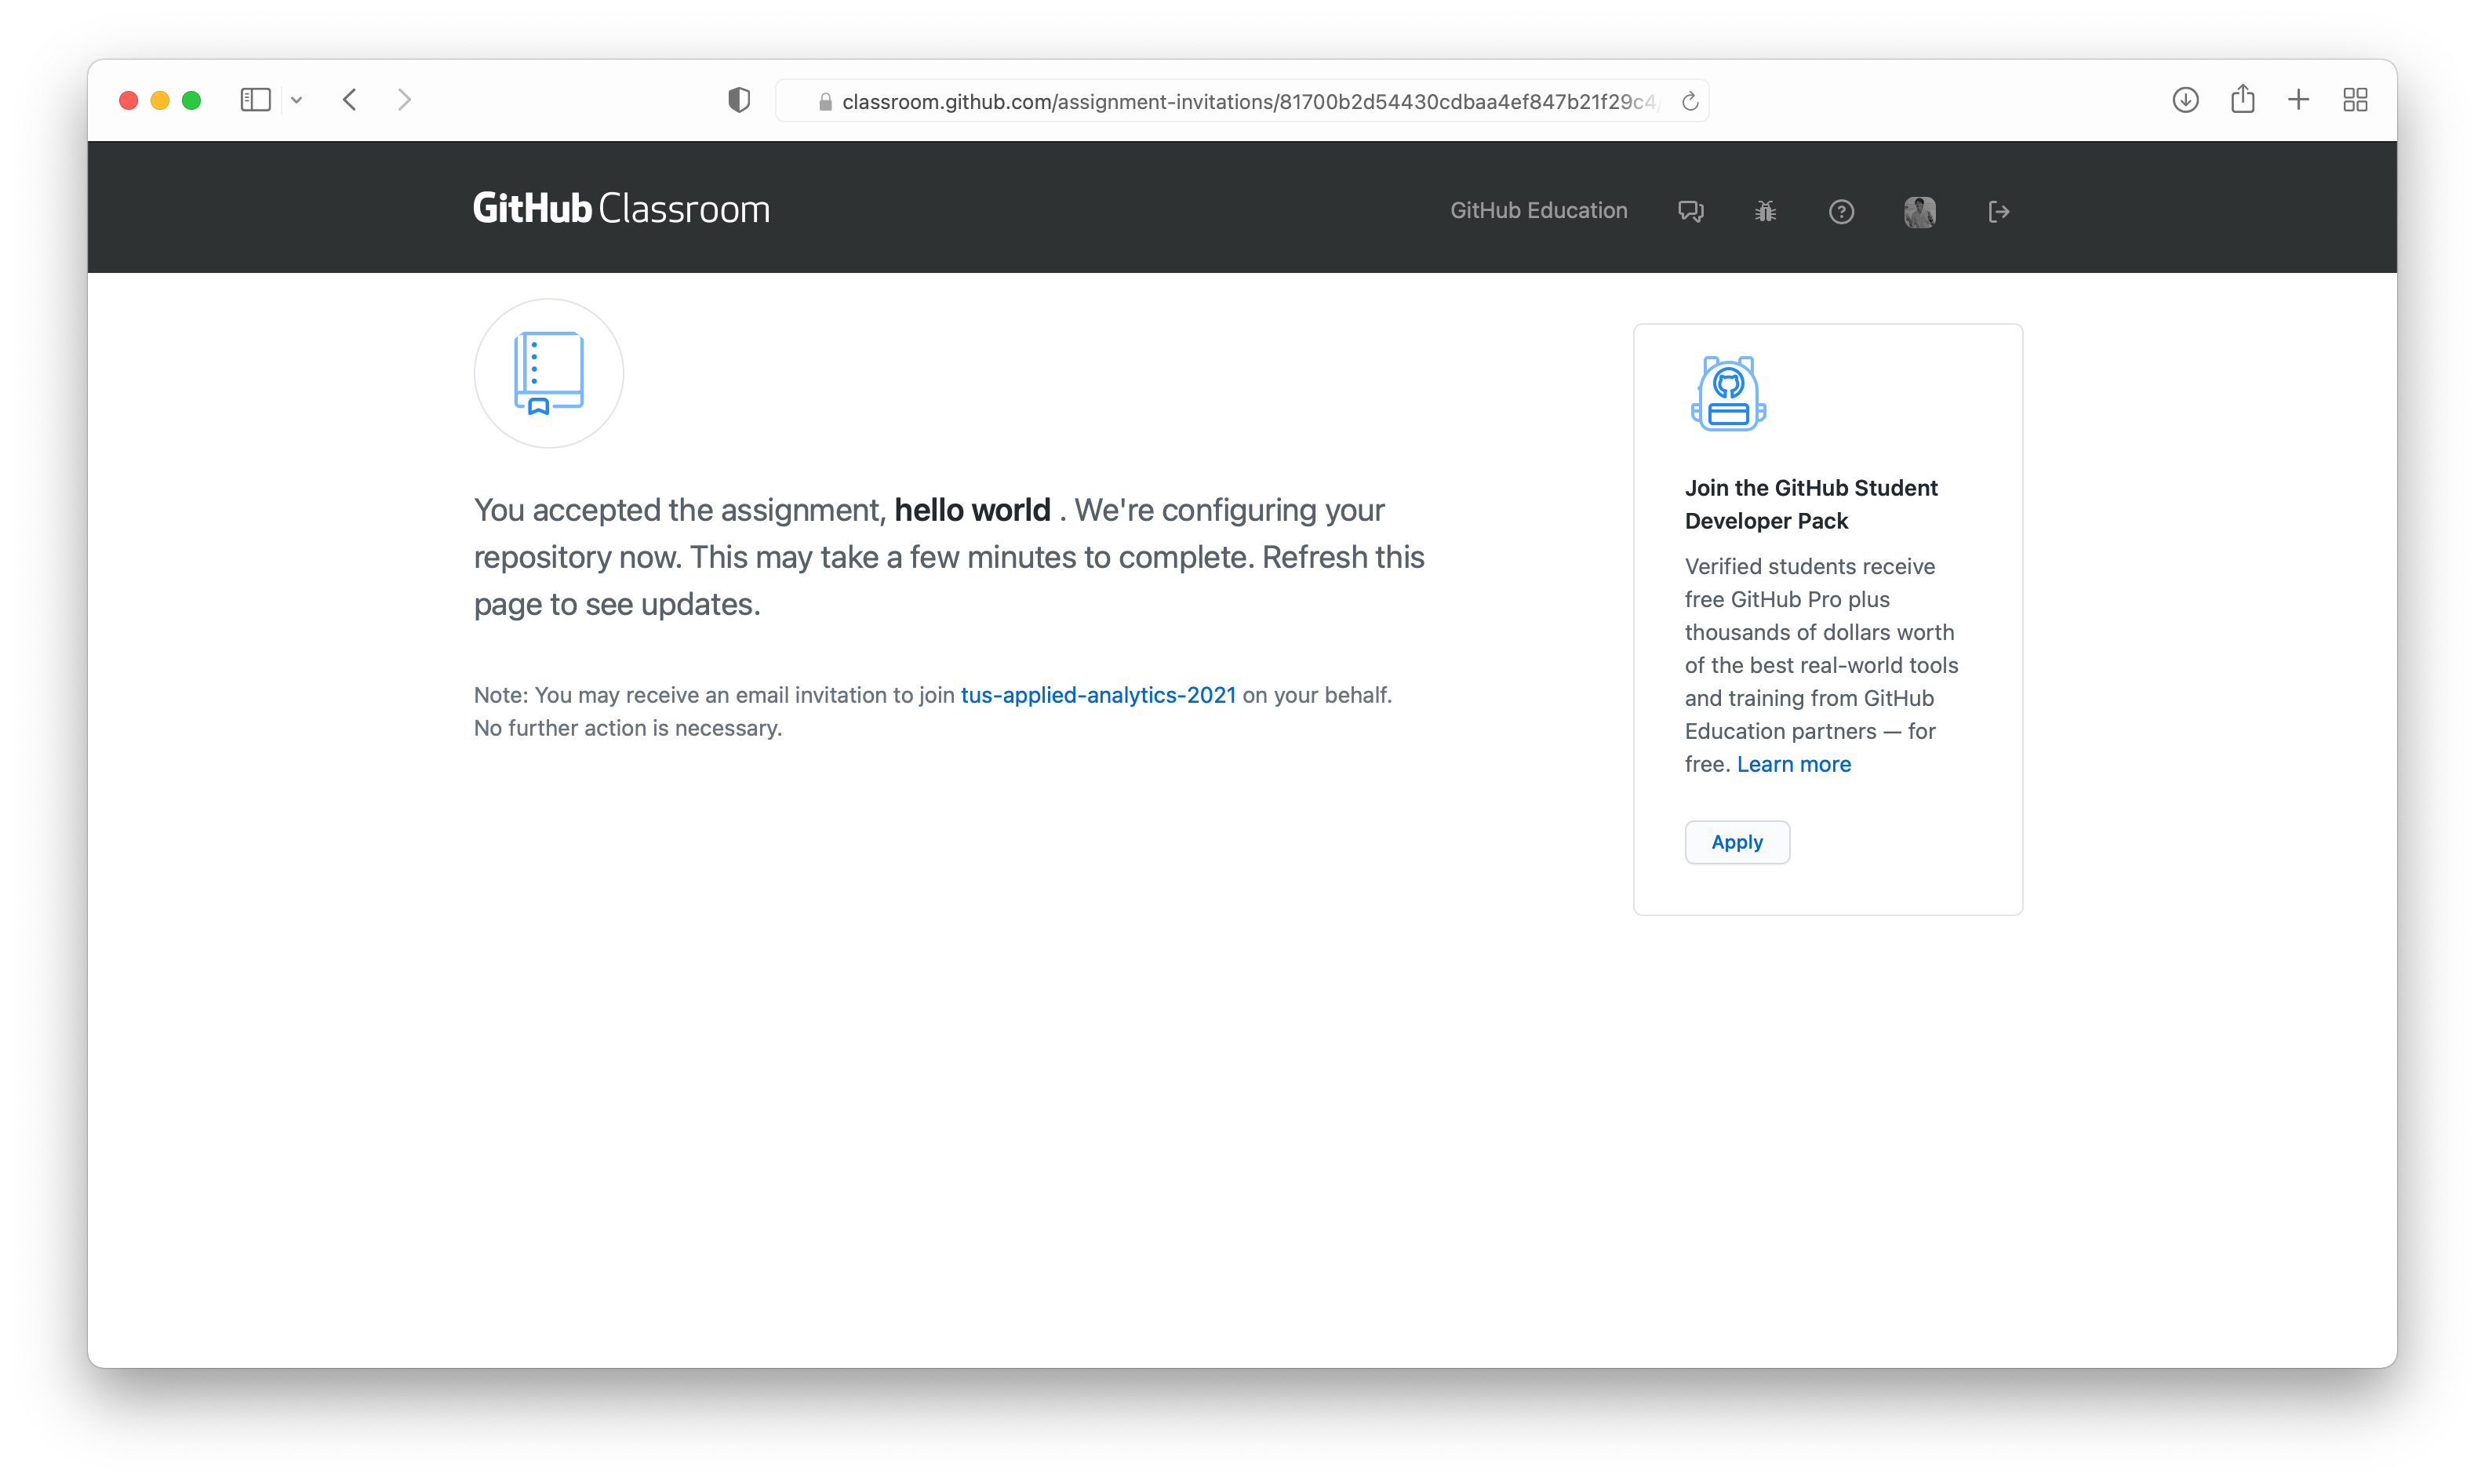 classroom.github.com/assignment-invitations/81700b2d54430cdbaa4ef847b21f29c4/
GitHub Classroom
GitHub Education
You accepted the assignment, hello world . We're configuring your
repository now. This may take a few minutes to complete. Refresh this
page to see updates.
Note: You may receive an email invitation to join tus-applied-analytics-2021 on your behalf.
No further action is necessary.
Join the GitHub Student
Developer Pack
Verified students receive
free GitHub Pro plus
thousands of dollars worth
of the best real-world tools
and training from GitHub
Education partners — for
free. Learn more
Apply